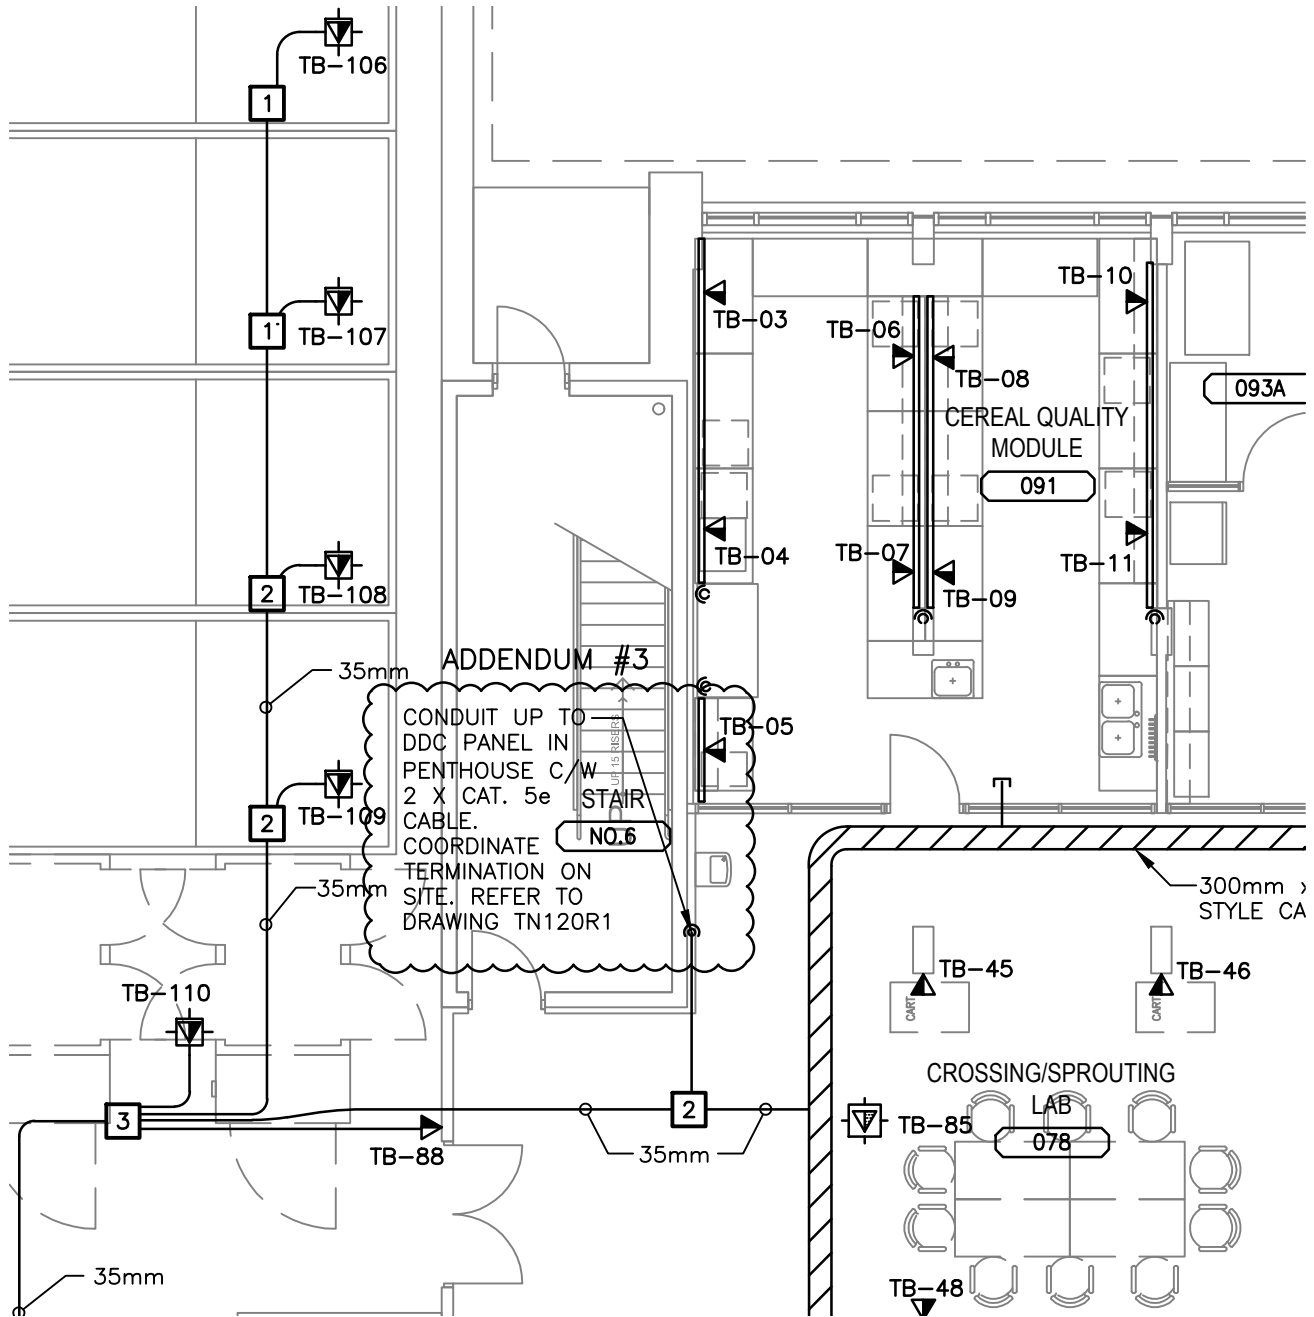 TB-106
1
1
TB-107
TB-03
TB-10
TB-06
TB-08
093A
CEREAL QUALITY
MODULE
091
TB-04
TB-07
TB-11
TB-09
2
TB-108
35mm
ADDENDUM #3
CONDUIT UP TO
DDC PANEL IN
PENTHOUSE C/W
2 X CAT. 5e
CABLE.
COORDINATE
TERMINATION ON
SITE. REFER TO
DRAWING TN120R1
UP 15 RISERS
STAIR
NO.6
TB-05
2
TB-109
35mm
300mm x
STYLE CA
TB-110
TB-45
TB-46
CART
CART
CROSSING/SPROUTING
LAB
078
3
2
TB-85
TB-88
35mm
35mm
TB-48